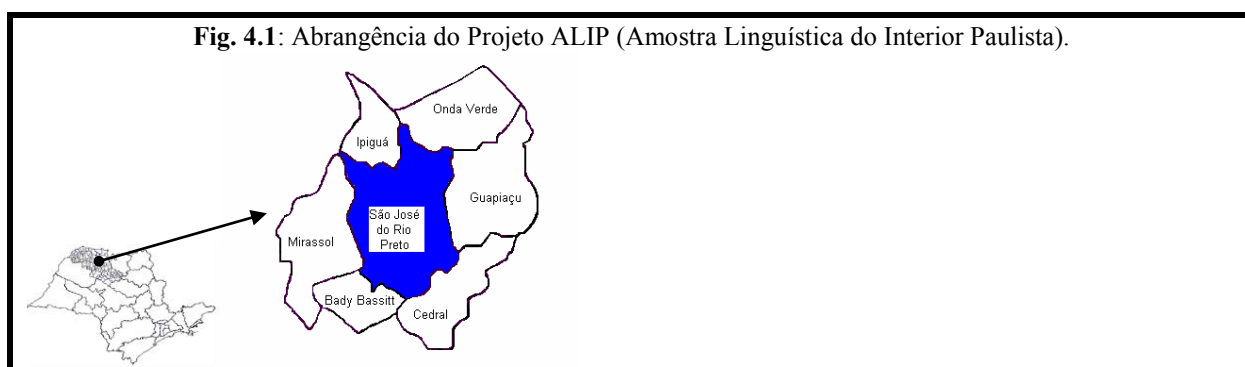 Fig. 4.1: Abrangência do Projeto ALIP (Amostra Linguística do Interior Paulista).
Onda Verde
Ipiguá
Guapiaçu
São José
do Rio
Preto
Mirassol
Bady Bassitt
Cedral